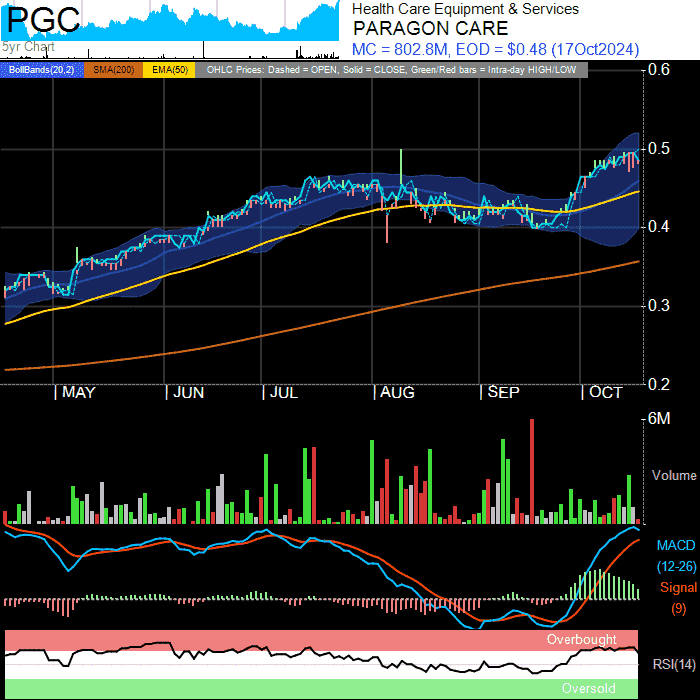 PGC
5yr Chart
Health Care Equipment & Services
PARAGON CARE
MC = 802.8M, EOD = $0.48 (17Oct2024)
BollBands(20,2) SMA(200) EMA(50) OHLC Prices: Dashed = OPEN, Solid = CLOSE, Green/Red bars = Intra-day HIGH/LOW
0.6
0.5
0.4
0.3
0.2
MAY JUN JUL AUG SEP OCT
6M
Volume
MACD
(12-26)
Signal
(9)
Overbought
RSI(14)
Oversold